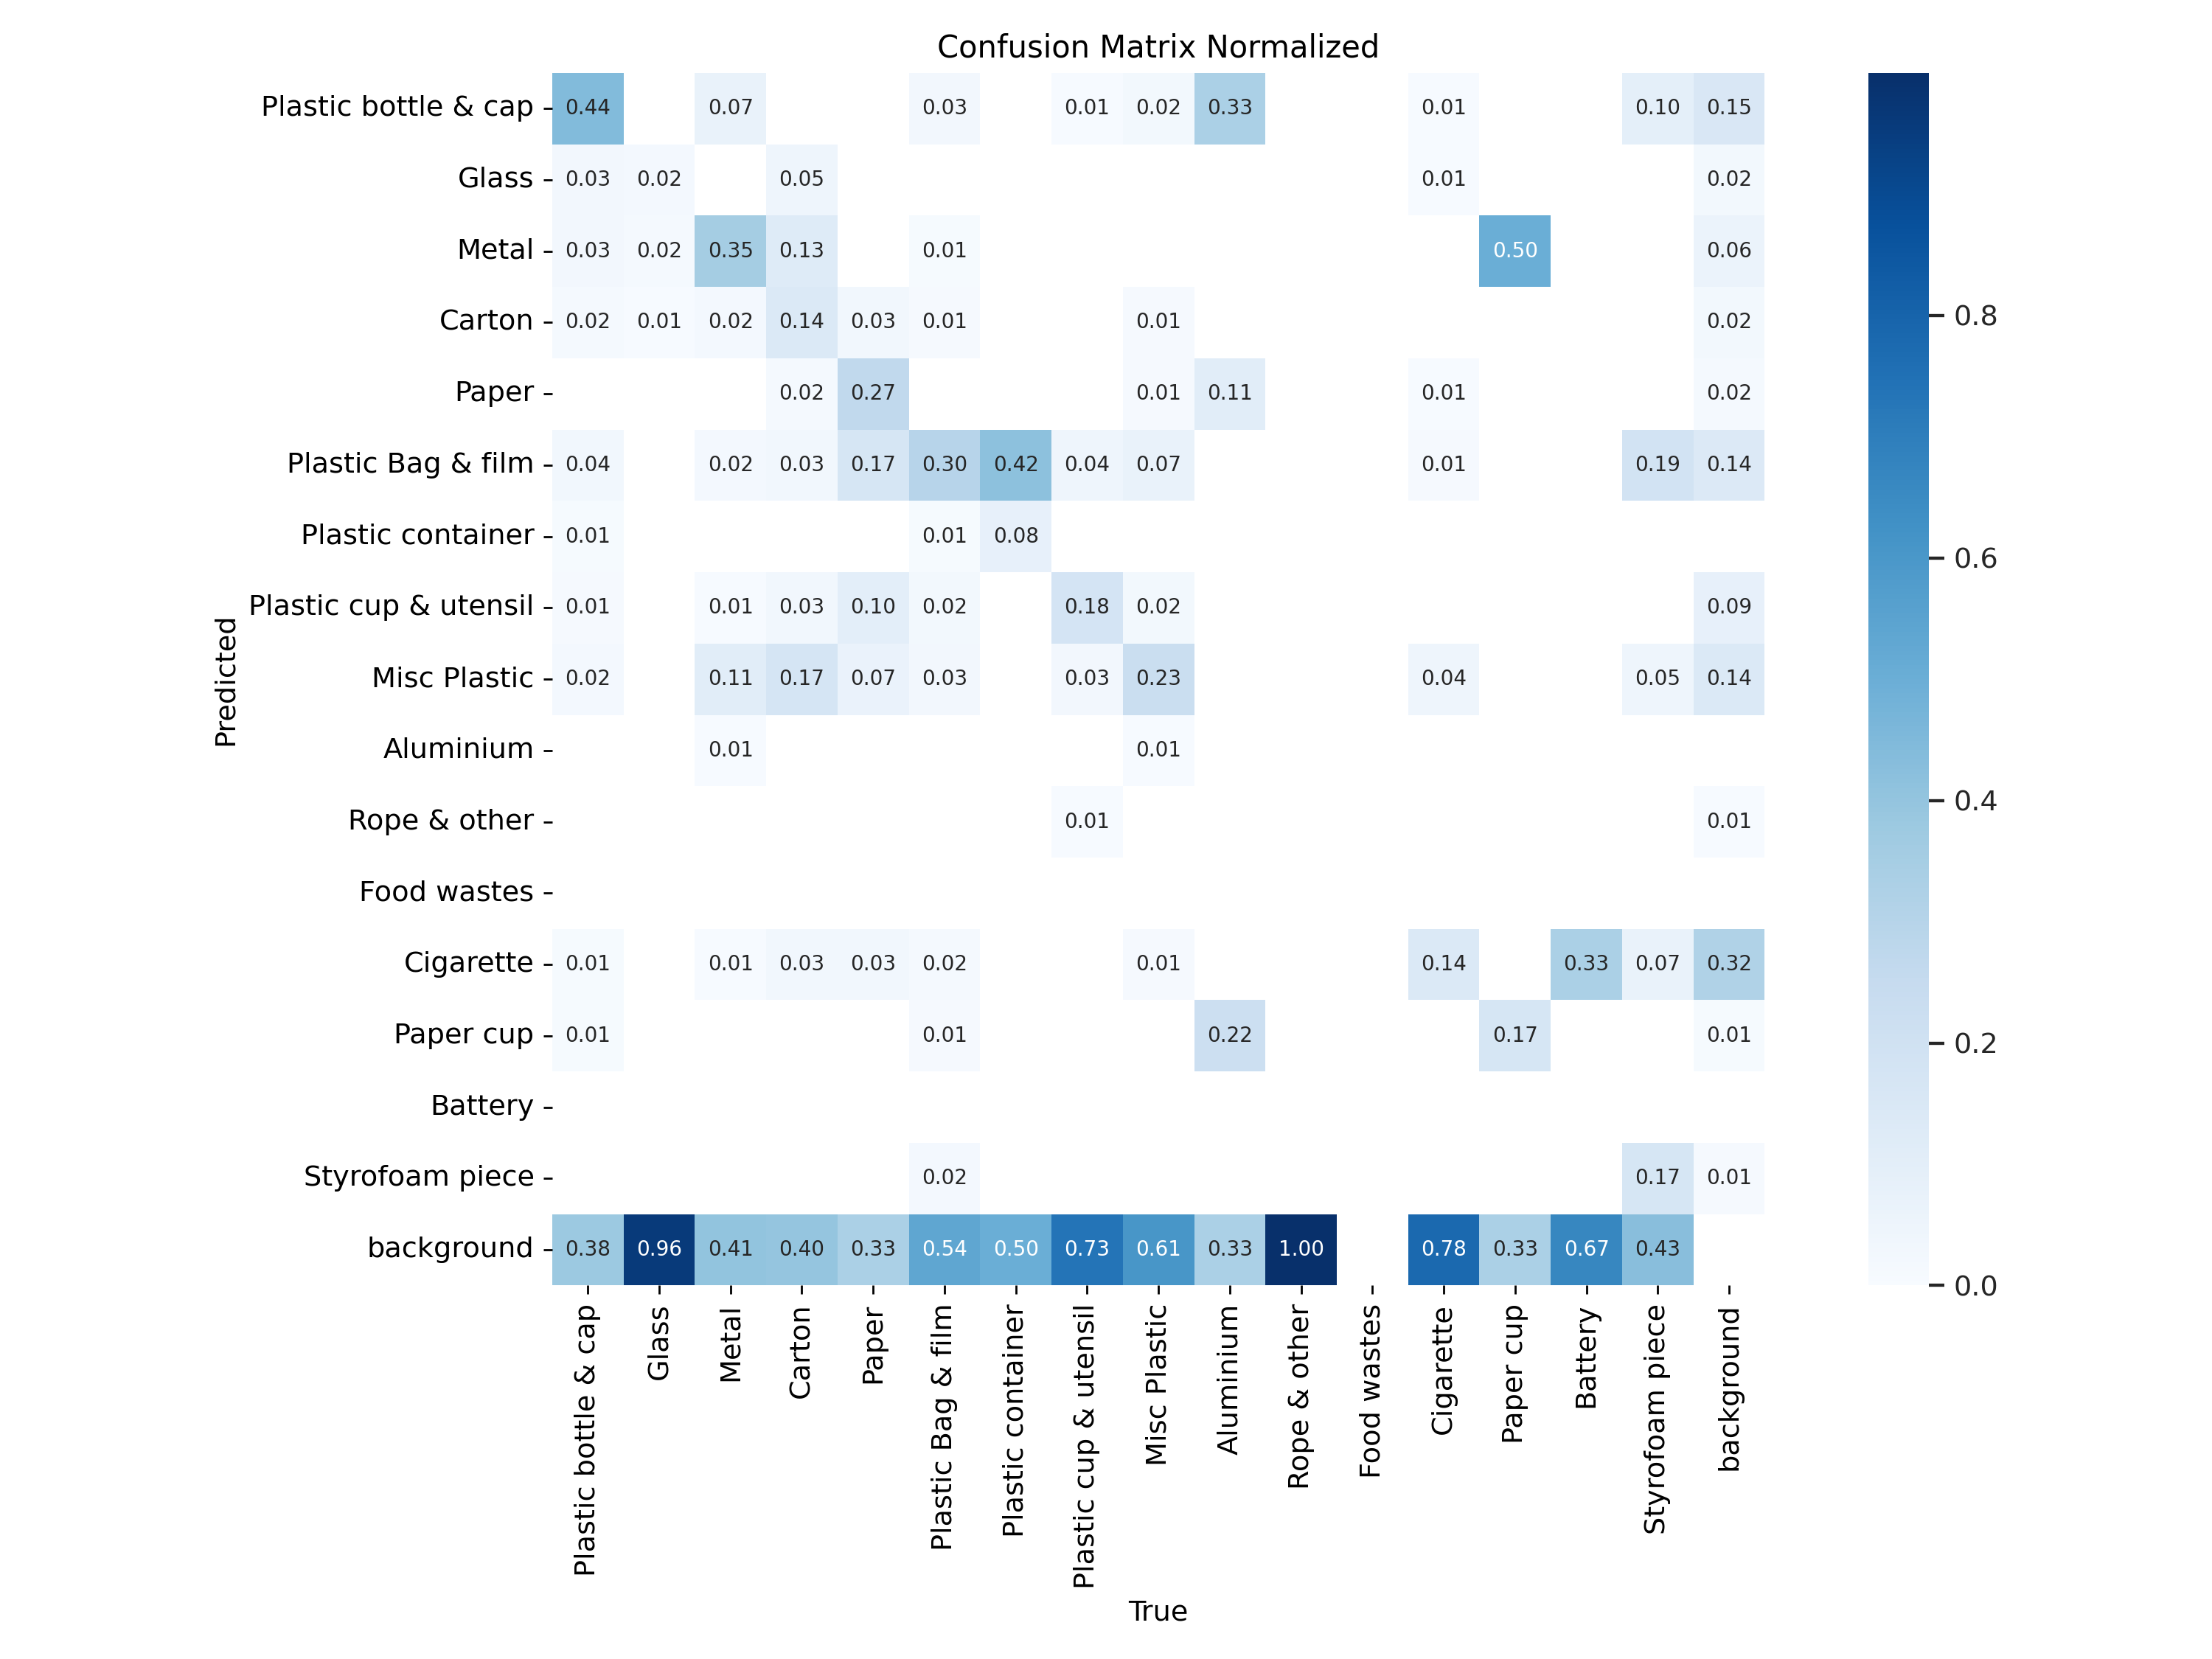 Confusion Matrix Normalized
Plastic bottle & cap 0.44 0.07 0.03 0.01 0.02 0.33 0.01 0.10 0.15
Glass 0.03 0.02 0.05 0.01 0.02
Metal 0.03 0.02 0.35 0.13 0.01 0.50 0.06
Carton 0.02 0.01 0.02 0.14 0.03 0.01 0.01 0.02
Paper 0.02 0.27 0.01 0.11 0.01 0.02
Plastic Bag & film 0.04 0.02 0.03 0.17 0.30 0.42 0.04 0.07 0.01 0.19 0.14
Plastic container 0.01 0.01 0.08
Plastic cup & utensil 0.01 0.01 0.03 0.10 0.02 0.18 0.02 0.09
Misc Plastic 0.02 0.11 0.17 0.07 0.03 0.03 0.23 0.04 0.05 0.14
Aluminium 0.01 0.01
Rope & other 0.01 0.01
Food wastes
Cigarette 0.01 0.01 0.03 0.03 0.02 0.01 0.14 0.33 0.07 0.32
Paper cup 0.01 0.01 0.22 0.17 0.01
Battery
Styrofoam piece 0.02 0.17 0.01
background 0.38 0.96 0.41 0.40 0.33 0.54 0.50 0.73 0.61 0.33 1.00 0.78 0.33 0.67 0.43
Predicted
Plastic bottle & cap
Glass
Metal
Carton
Paper
Plastic Bag & film
Plastic container
Plastic cup & utensil
Misc Plastic
Aluminium
Rope & other
Food wastes
Cigarette
Paper cup
Battery
Styrofoam piece
background
True
0.8
0.6
0.4
0.2
0.0